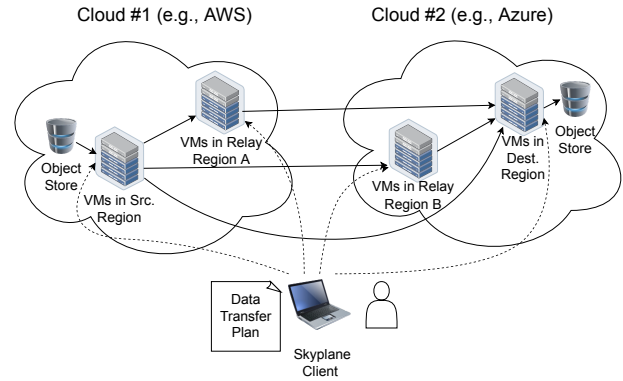 Cloud #1 (e.g., AWS)
Cloud #2 (e.g., Azure)
Object
Store
VMs in Src.
Region
VMs in Relay
Region A
VMs in Relay
Region B
VMs in
Dest.
Region
Object
Store
Data
Transfer
Plan
Skyplane
Client